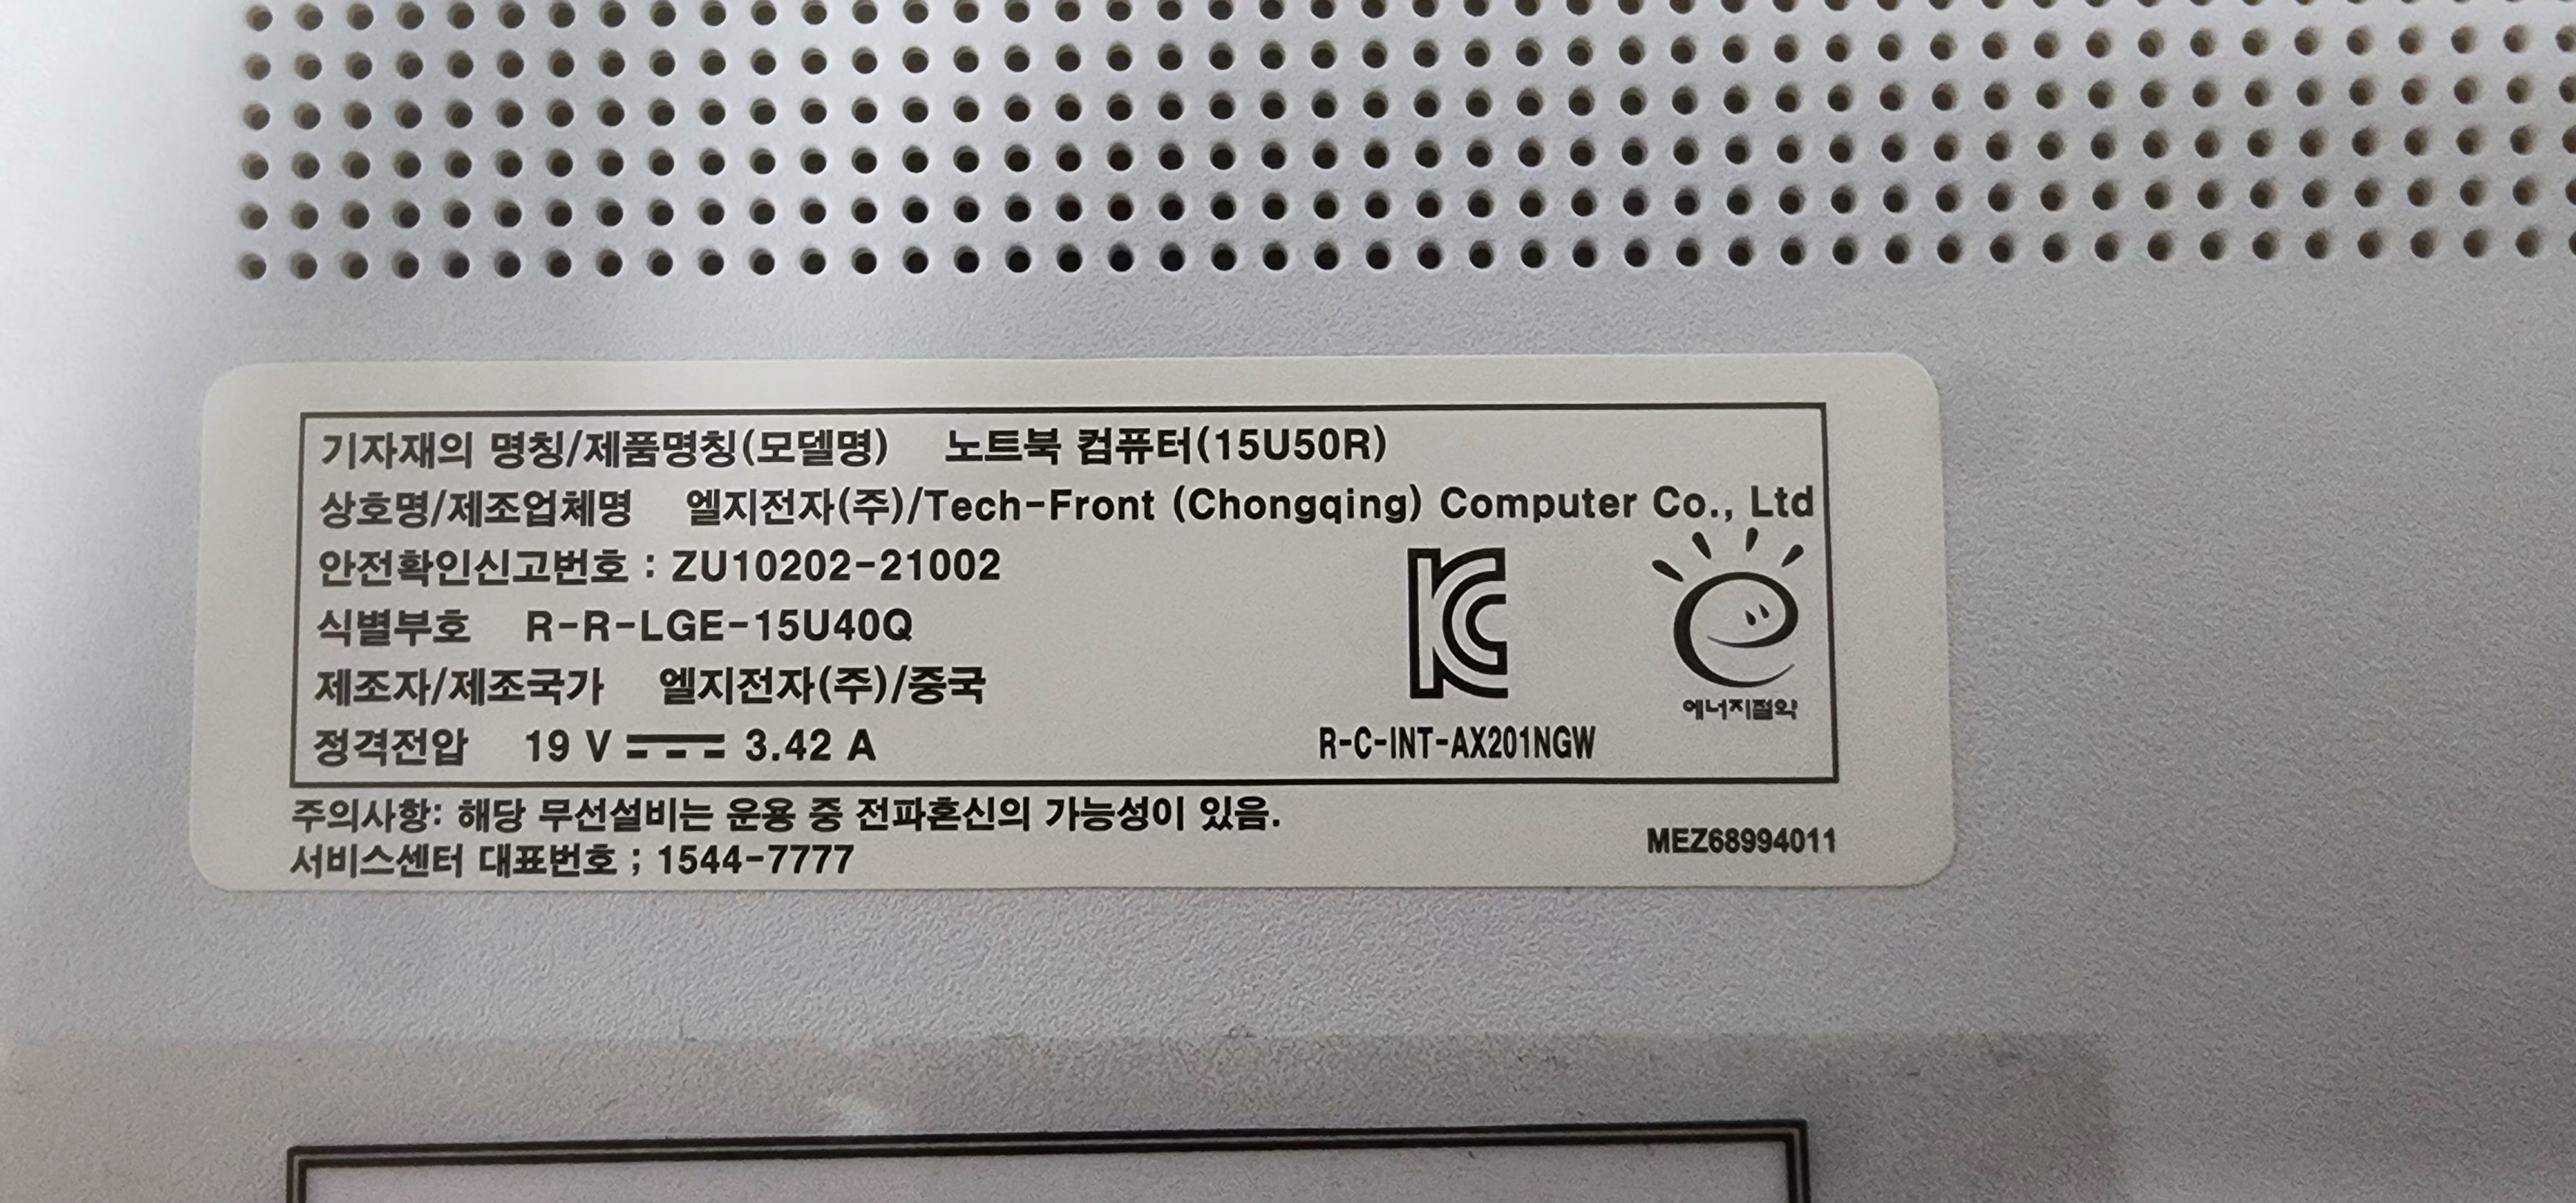 기자재의 명칭/제품명칭(모델명) 노트북 컴퓨터(15U50R)
상호명/제조업체명 엘지전자(주)/Tech-Front (Chongqing) Computer Co., Ltd
안전확인신고번호 : ZU10202-21002
식별부호 R-R-LGE-15U40Q
제조자/제조국가 엘지전자(주)/중국
정격전압 19 V ⎓ 3.42 A
KC
에너지절약
R-C-INT-AX201NGW
주의사항: 해당 무선설비는 운용 중 전파혼신의 가능성이 있음.
서비스센터 대표번호 ; 1544-7777
MEZ68994011